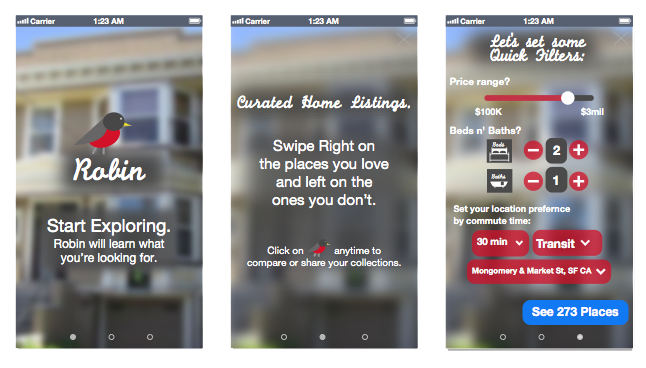 Carrier 1:23 AM
Robin
Start Exploring.
Robin will learn what
you're looking for.
Carrier 1:23 AM
Curated Home Listings.
Swipe Right on
the places you love
and left on the
ones you don't.
Click on anytime to
compare or share your collections.
Carrier 1:23 AM
Let's set some
Quick Filters:
Price range?
$100K $3mil
Beds n' Baths?
Beds 2
Baths 1
Set your location prefernce
by commute time:
30 min Transit
Mongomery & Market St, SF CA
See 273 Places